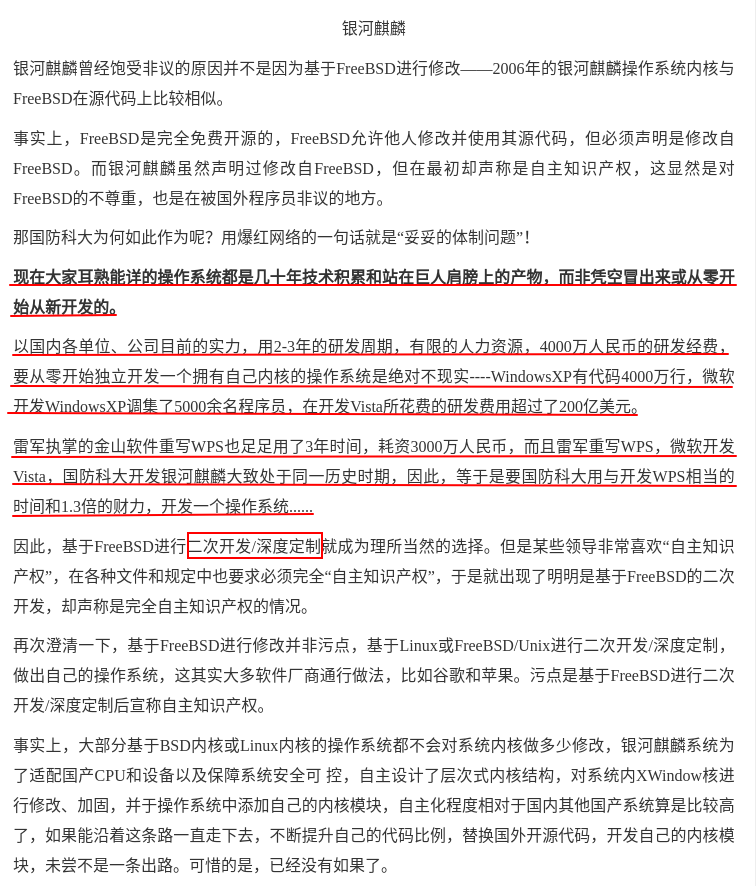 银河麒麟
银河麒麟曾经饱受非议的原因并不是因为基于FreeBSD进行修改——2006年的银河麒麟操作系统内核与
FreeBSD在源代码上比较相似。
事实上，FreeBSD是完全免费开源的，FreeBSD允许他人修改并使用其源代码，但必须声明是修改自
FreeBSD。而银河麒麟虽然声明过修改自FreeBSD，但在最初却声称是自主知识产权，这显然是对
FreeBSD的不尊重，也是在被国外程序员非议的地方。
那国防科大为何如此作为呢？用爆红网络的一句话就是“妥妥的体制问题”！
现在大家耳熟能详的操作系统都是几十年技术积累和站在巨人肩膀上的产物，而非凭空冒出来或从零开
始从新开发的。
以国内各单位、公司目前的实力，用2-3年的研发周期，有限的人力资源，4000万人民币的研发经费，
要从零开始独立开发一个拥有自己内核的操作系统是绝对不现实----WindowsXP有代码4000万行，微软
开发WindowsXP调集了5000余名程序员，在开发Vista所花费的研发费用超过了200亿美元。
雷军执掌的金山软件重写WPS也足足用了3年时间，耗资3000万人民币，而且雷军重写WPS，微软开发
Vista，国防科大开发银河麒麟大致处于同一历史时期，因此，等于是要国防科大用与开发WPS相当的
时间和1.3倍的财力，开发一个操作系统......
因此，基于FreeBSD进行二次开发/深度定制就成为理所当然的选择。但是某些领导非常喜欢“自主知识
产权”，在各种文件和规定中也要求必须完全“自主知识产权”，于是就出现了明明是基于FreeBSD的二次
开发，却声称是完全自主知识产权的情况。
再次澄清一下，基于FreeBSD进行修改并非污点，基于Linux或FreeBSD/Unix进行二次开发/深度定制，
做出自己的操作系统，这其实大多软件厂商通行做法，比如谷歌和苹果。污点是基于FreeBSD进行二次
开发/深度定制后宣称自主知识产权。
事实上，大部分基于BSD内核或Linux内核的操作系统都不会对系统内核做多少修改，银河麒麟系统为
了适配国产CPU和设备以及保障系统安全可 控，自主设计了层次式内核结构，对系统内XWindow核进
行修改、加固，并于操作系统中添加自己的内核模块，自主化程度相对于国内其他国产系统算是比较高
了，如果能沿着这条路一直走下去，不断提升自己的代码比例，替换国外开源代码，开发自己的内核模
块，未尝不是一条出路。可惜的是，已经没有如果了。